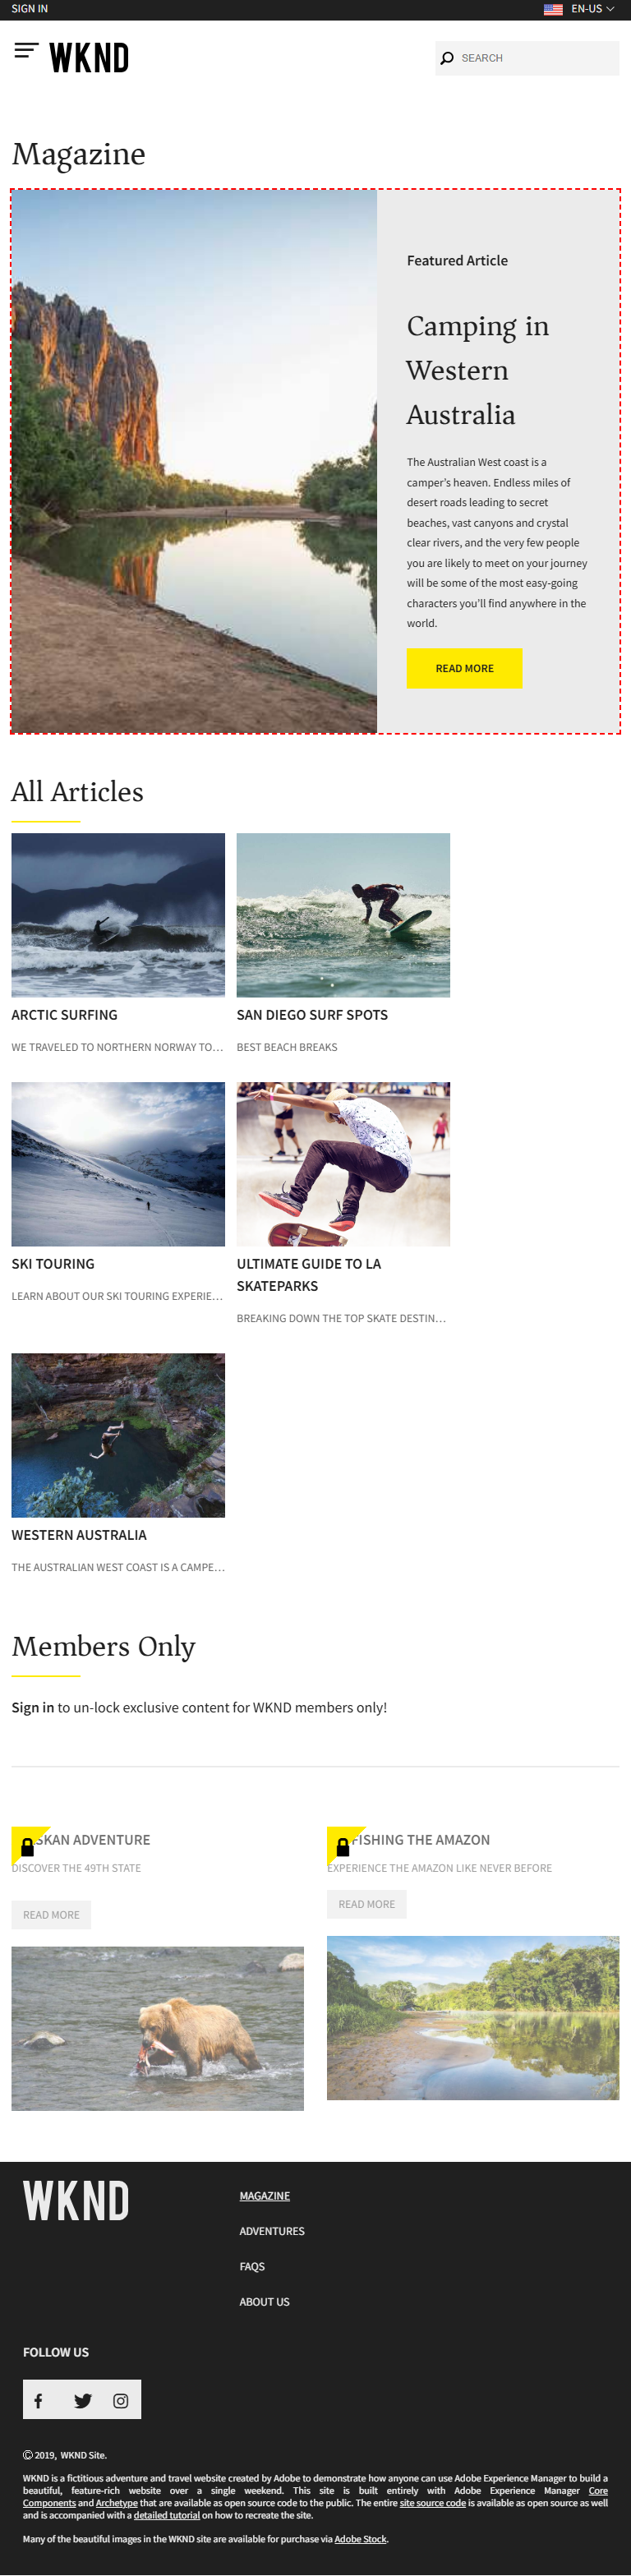 SIGN IN
EN-US
WKND
SEARCH
Magazine
Featured Article
Camping in
Western
Australia
The Australian West coast is a
camper’s heaven. Endless miles of
desert roads leading to secret
beaches, vast canyons and crystal
clear rivers, and the very few people
you are likely to meet on your journey
will be some of the most easy-going
characters you’ll find anywhere in the
world.
READ MORE
All Articles
ARCTIC SURFING
WE TRAVELED TO NORTHERN NORWAY TO…
SAN DIEGO SURF SPOTS
BEST BEACH BREAKS
SKI TOURING
LEARN ABOUT OUR SKI TOURING EXPERIE…
ULTIMATE GUIDE TO LA
SKATEPARKS
BREAKING DOWN THE TOP SKATE DESTIN…
WESTERN AUSTRALIA
THE AUSTRALIAN WEST COAST IS A CAMPE…
Members Only
Sign in to un-lock exclusive content for WKND members only!
SKAN ADVENTURE
DISCOVER THE 49TH STATE
READ MORE
FISHING THE AMAZON
EXPERIENCE THE AMAZON LIKE NEVER BEFORE
READ MORE
WKND
MAGAZINE
ADVENTURES
FAQS
ABOUT US
FOLLOW US
© 2019, WKND Site.
WKND is a fictitious adventure and travel website created by Adobe to demonstrate how anyone can use Adobe Experience Manager to build a
beautiful, feature-rich website over a single weekend. This site is built entirely with Adobe Experience Manager Core
Components and Archetype that are available as open source code to the public. The entire site source code is available as open source as well
and is accompanied with a detailed tutorial on how to recreate the site.
Many of the beautiful images in the WKND site are available for purchase via Adobe Stock.